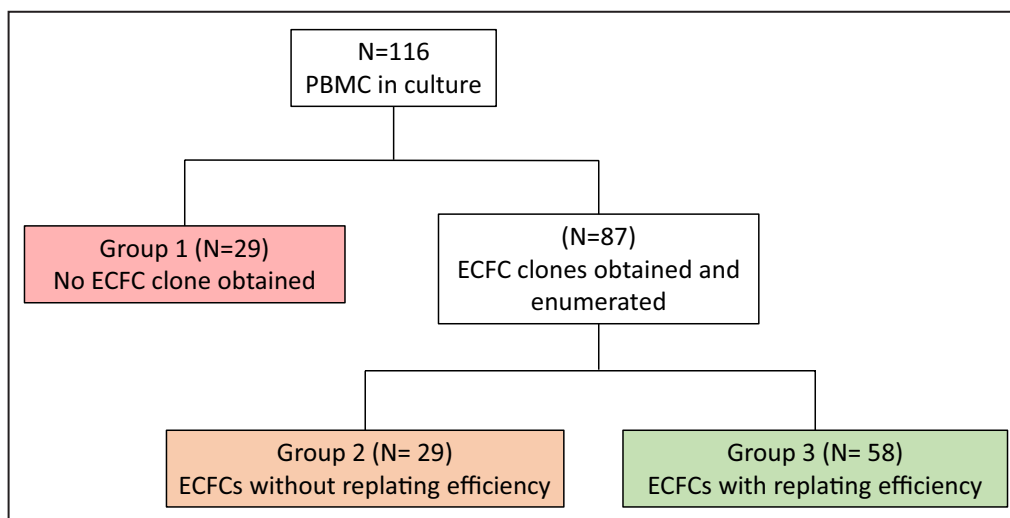 N=116
PBMC in culture
Group 1 (N=29)
No ECFC clone obtained
(N=87)
ECFC clones obtained and
enumerated
Group 2 (N= 29)
ECFCs without replating efficiency
Group 3 (N= 58)
ECFCs with replating efficiency